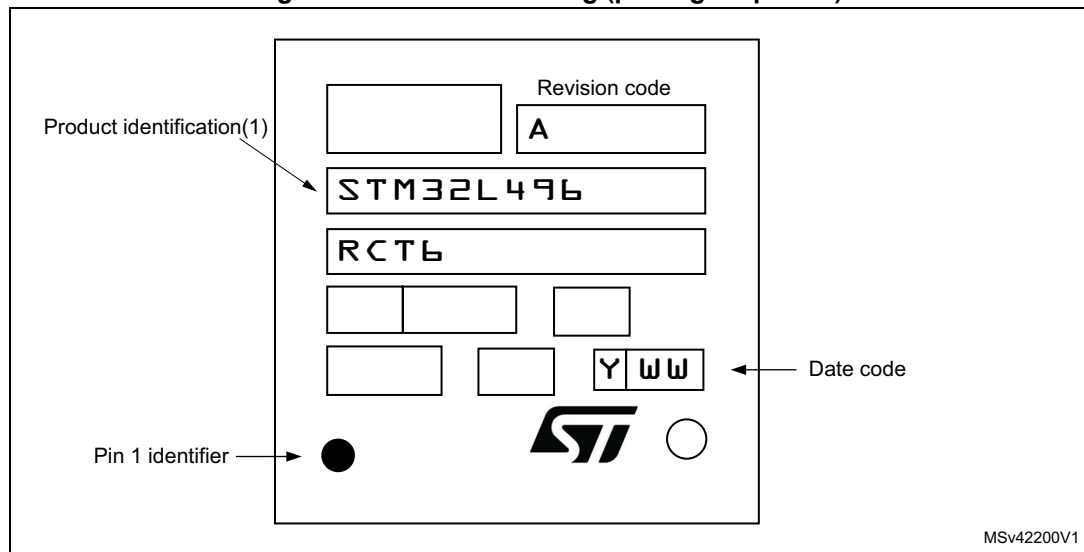 Revision code
A
Product identification(1)
STM32L496
RCT6
Y WW
Date code
ST
Pin 1 identifier
MSv42200V1